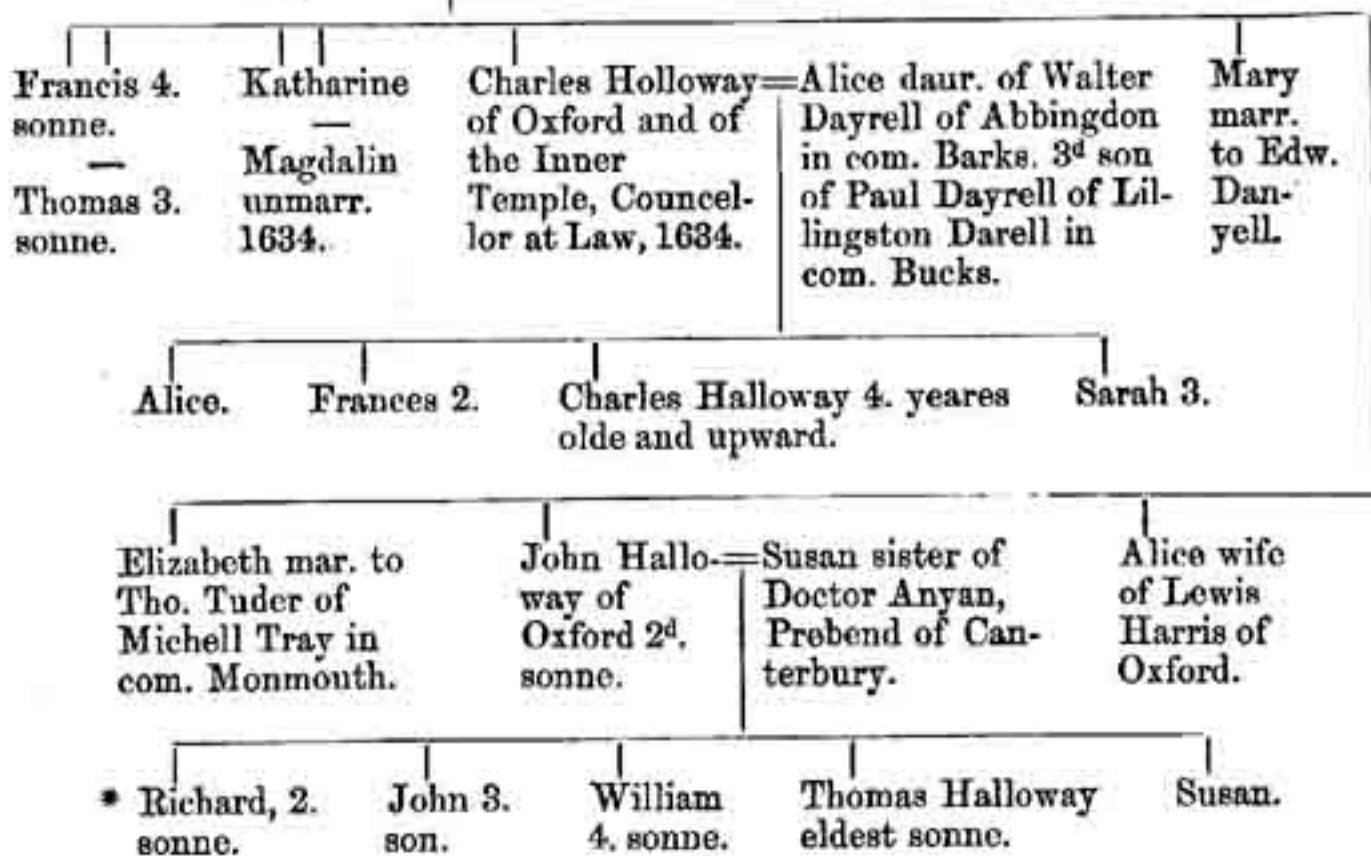 Francis 4.
sonne.
—
Thomas 3.
sonne.
Katharine
—
Magdalin
unmarr.
1634.
Charles Holloway=
of Oxford and of
the Inner
Temple, Councel-
lor at Law, 1634.
Alice daur. of Walter
Dayrell of Abbingdon
in com. Barks. 3d son
of Paul Dayrell of Lil-
lingston Darell in
com. Bucks.
Mary
marr.
to Edw.
Dan-
yell.
Alice.
Frances 2.
Charles Halloway 4. yeares
olde and upward.
Sarah 3.
Elizabeth mar. to
Tho. Tuder of
Michell Tray in
com. Monmouth.
John Hallo-=
way of
Oxford 2d.
sonne.
Susan sister of
Doctor Anyan,
Prebend of Can-
terbury.
Alice wife
of Lewis
Harris of
Oxford.
* Richard, 2.
sonne.
John 3.
son.
William
4. sonne.
Thomas Halloway
eldest sonne.
Susan.